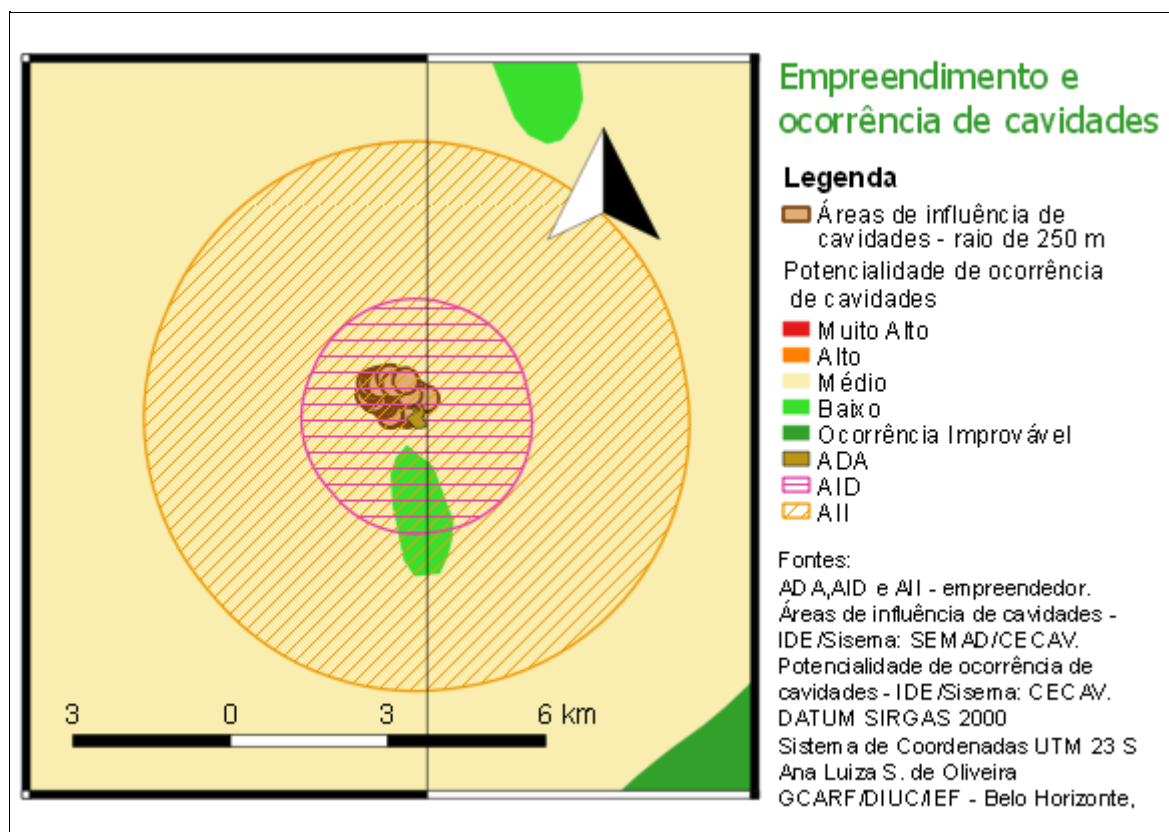 Empreendimento e
ocorrência de cavidades
Legenda
Áreas de influência de
cavidades - raio de 250 m
Potencialidade de ocorrência
de cavidades
Muito Alto
Alto
Médio
Baixo
Ocorrência Improvável
ADA
AID
AII
Fontes:
ADA,AID e AII - empreendedor.
Áreas de influência de cavidades -
IDE/Sisema: SEMAD/CECAV.
Potencialidade de ocorrência de
cavidades - IDE/Sisema: CECAV.
DATUM SIRGAS 2000
Sistema de Coordenadas UTM 23 S
Ana Luiza S. de Oliveira
GCARF/DIUC/IEF - Belo Horizonte,
3 0 3 6 km